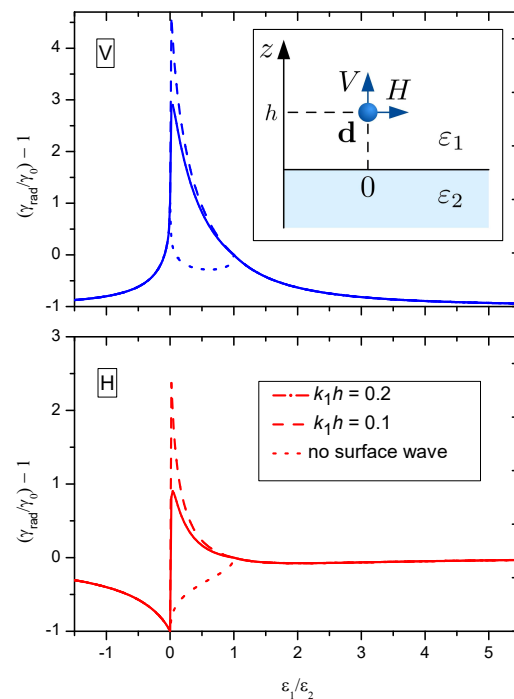 V
4
3
2
1
0
-1
(γrad/γ0) − 1
z
V
H
h
d
ε1
0
ε2
3
2
1
0
-1
(γrad/γ0) − 1
H
k1h = 0.2
k1h = 0.1
no surface wave
-1 0 1 2 3 4 5
ε1/ε2